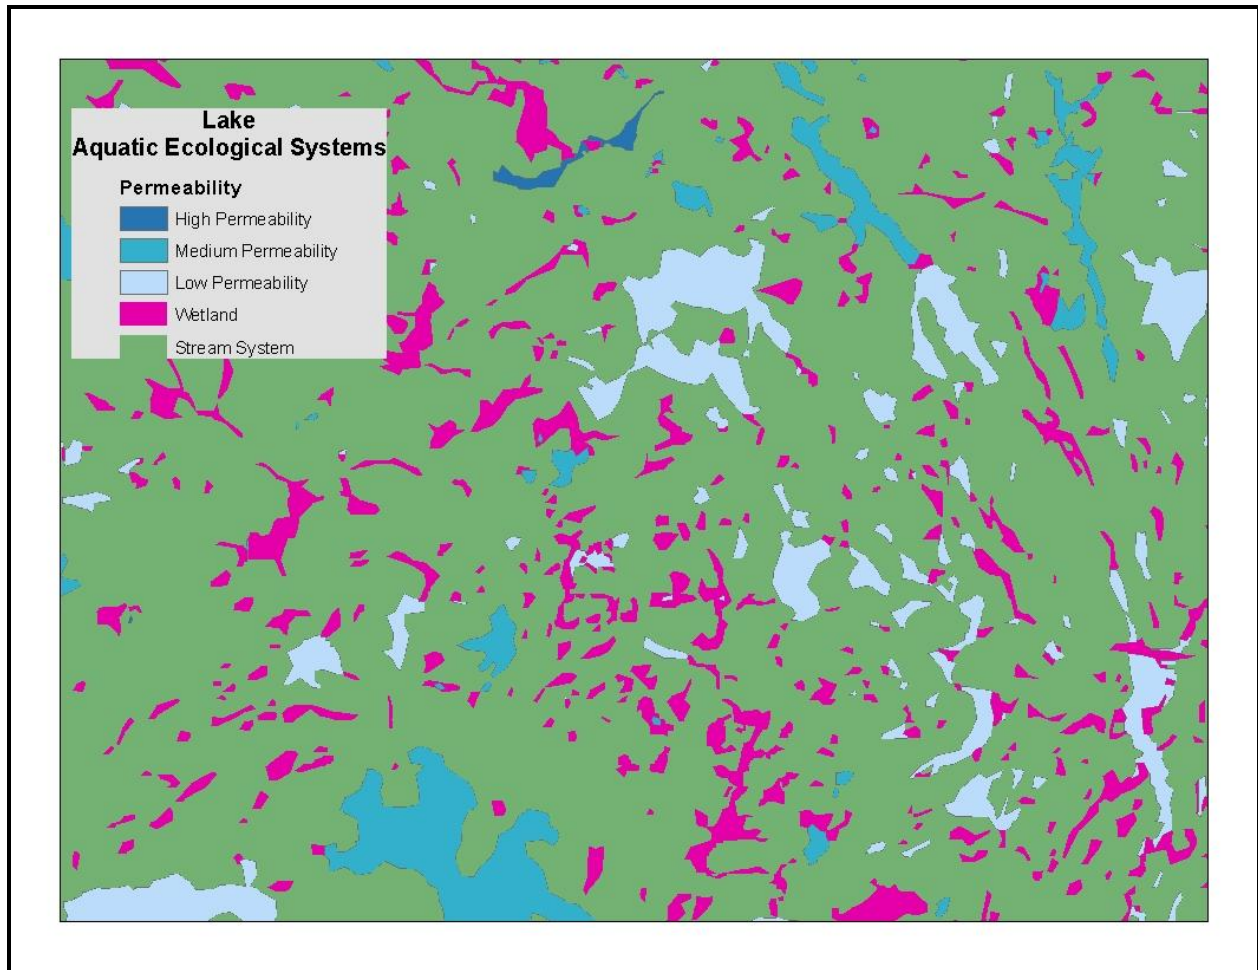 Lake
Aquatic Ecological Systems
Permeability
High Permeability
Medium Permeability
Low Permeability
Wetland
Stream System